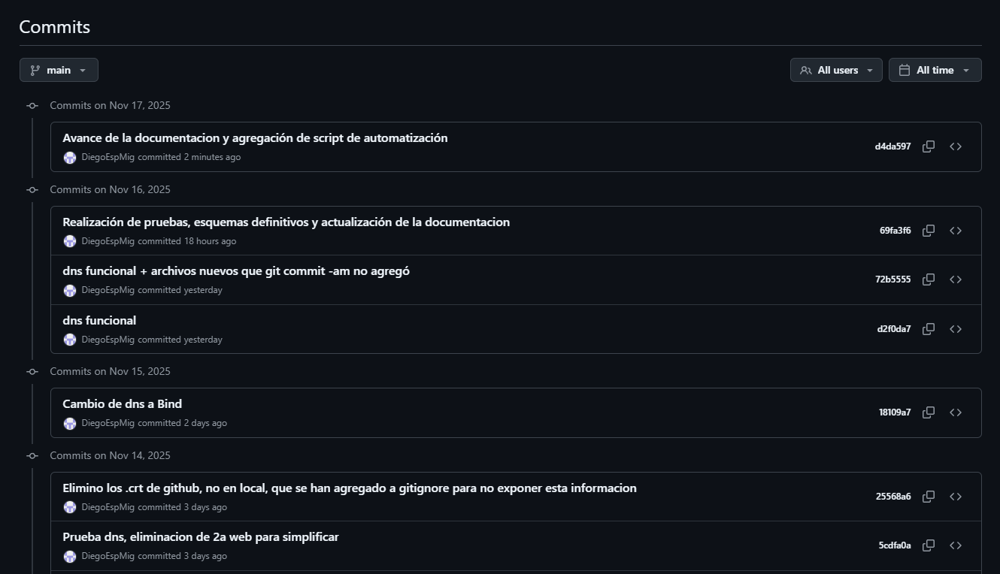 Commits
main
All users
All time
Commits on Nov 17, 2025
Avance de la documentacion y agregación de script de automatización
DiegoEspMig committed 2 minutes ago
d4da597
Commits on Nov 16, 2025
Realización de pruebas, esquemas definitivos y actualización de la documentacion
DiegoEspMig committed 18 hours ago
69fa3f6
dns funcional + archivos nuevos que git commit -am no agregó
DiegoEspMig committed yesterday
72b5555
dns funcional
DiegoEspMig committed yesterday
d2f0da7
Commits on Nov 15, 2025
Cambio de dns a Bind
DiegoEspMig committed 2 days ago
18109a7
Commits on Nov 14, 2025
Elimino los .crt de github, no en local, que se han agregado a gitignore para no exponer esta informacion
DiegoEspMig committed 3 days ago
25568a6
Prueba dns, eliminacion de 2a web para simplificar
DiegoEspMig committed 3 days ago
5cdfa0a